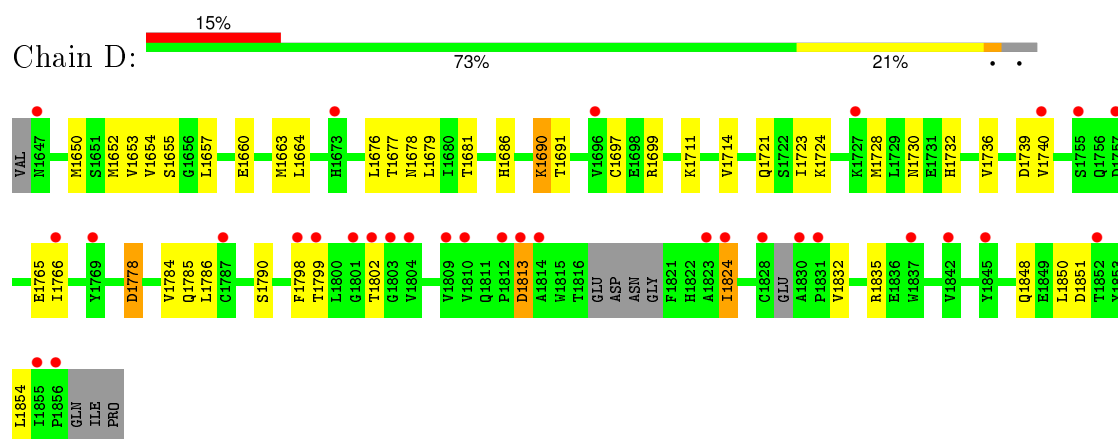 15%
Chain D:
73% 21% • •
VAL N1647 M1650 S1651 M1652 V1653 V1654 S1655 G1656 L1657 E1660 M1663 L1664 H1673 L1676 T1677 N1678 L1679 I1680 T1681 H1686 K1690 T1691 V1696 C1697 E1698 R1699 K1711 V1714 Q1721 S1722 I1723 K1724 K1727 M1728 L1729 N1730 E1731 H1732 V1736 D1739 V1740 S1755 Q1756 D1757
E1765 I1766 Y1769 D1778 V1784 Q1785 L1786 C1787 S1790 F1798 T1799 L1800 G1801 T1802 G1803 V1804 V1809 V1810 Q1811 P1812 D1813 A1814 W1815 T1816 GLU ASP ASN GLY F1821 H1822 A1823 I1824 C1828 GLU A1830 P1831 V1832 R1835 E1836 W1837 V1842 Y1845 Q1848 E1849 L1850 D1851 T1852 Y1853
L1854 I1855 P1856 GLN ILE PRO